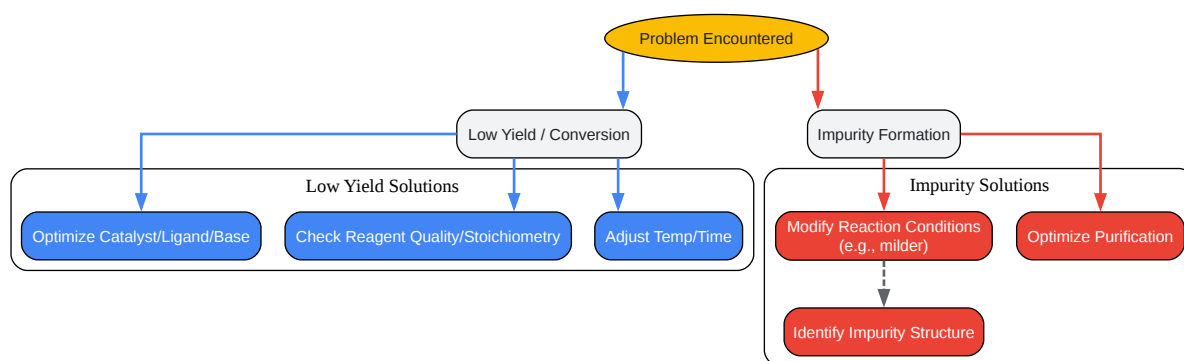 Problem Encountered
Low Yield / Conversion
Impurity Formation
Low Yield Solutions
Impurity Solutions
Optimize Catalyst/Ligand/Base
Check Reagent Quality/Stoichiometry
Adjust Temp/Time
Modify Reaction Conditions
(e.g., milder)
Optimize Purification
Identify Impurity Structure